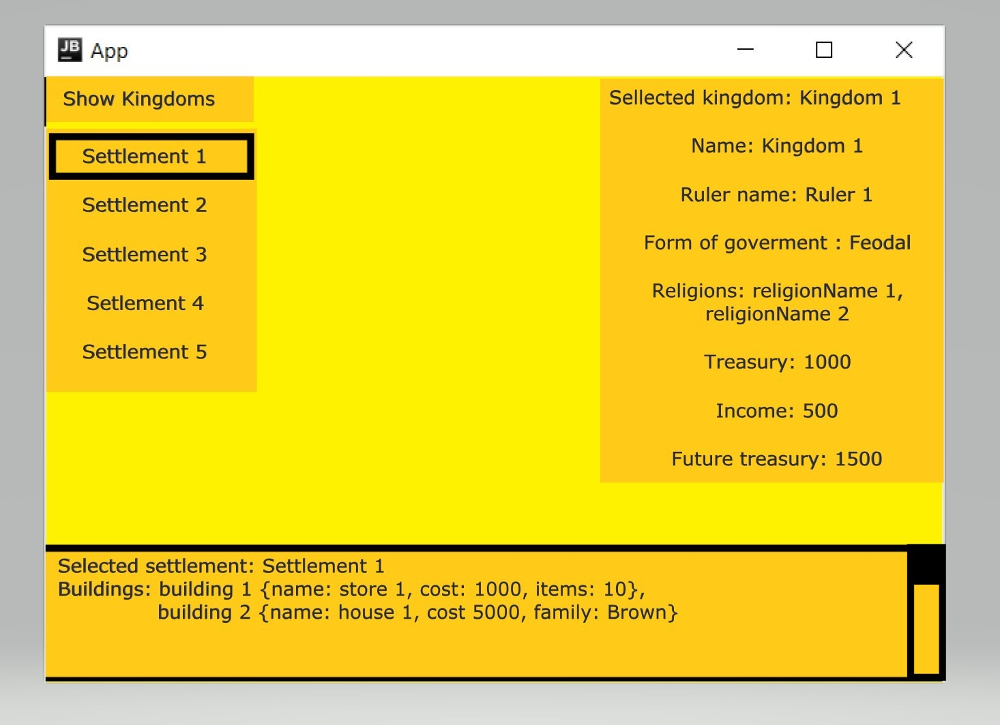 JB App
Show Kingdoms
Settlement 1
Settlement 2
Settlement 3
Setlement 4
Settlement 5
Sellected kingdom: Kingdom 1
Name: Kingdom 1
Ruler name: Ruler 1
Form of goverment : Feodal
Religions: religionName 1,
religionName 2
Treasury: 1000
Income: 500
Future treasury: 1500
Selected settlement: Settlement 1
Buildings: building 1 {name: store 1, cost: 1000, items: 10},
building 2 {name: house 1, cost 5000, family: Brown}